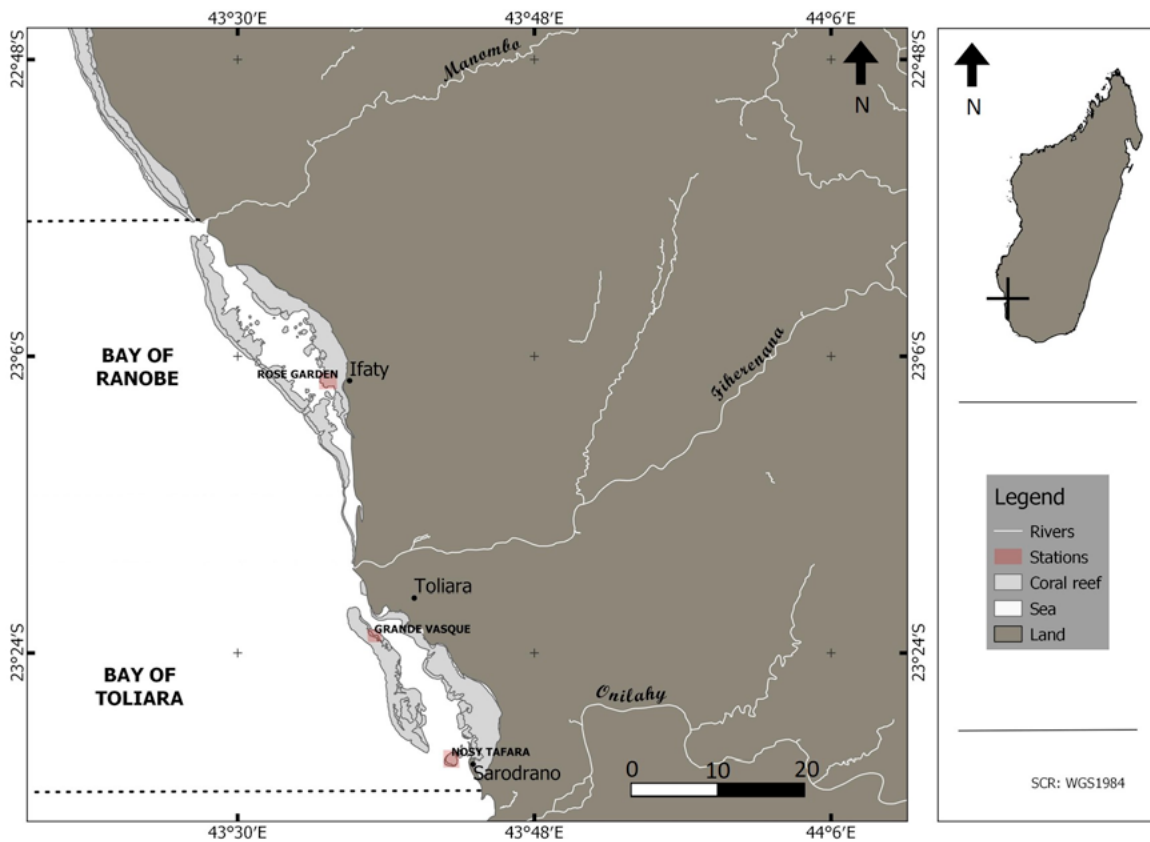 43°30'E 43°48'E 44°6'E
22°48'S
22°48'S
Manombo
N
N
23°6'S
23°6'S
BAY OF
RANOBE
ROSE GARDEN
Ifaty
Fiherenana
Toliara
GRANDE VASQUE
23°24'S
23°24'S
BAY OF
TOLIARA
Onilahy
NOSY TAFARA
Sarodrano
0 10 20
43°30'E 43°48'E 44°6'E
Legend
Rivers
Stations
Coral reef
Sea
Land
SCR: WGS1984